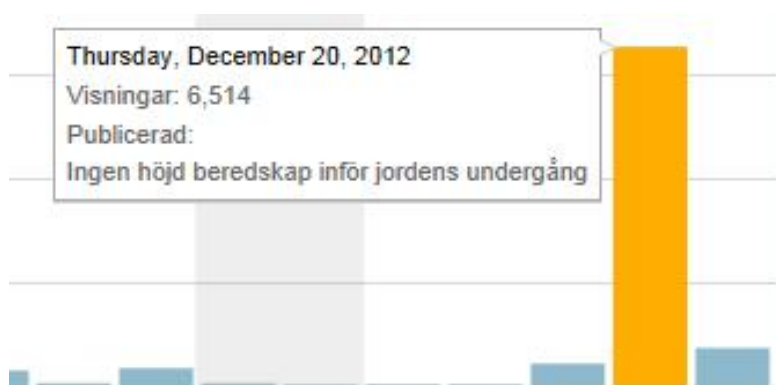 Thursday, December 20, 2012
Visningar: 6,514
Publicerad:
Ingen höjd beredskap inför jordens undergång